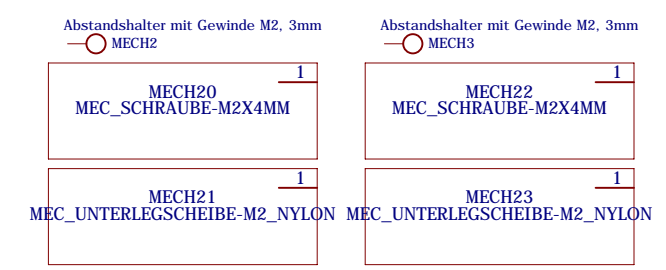 Abstandshalter mit Gewinde M2, 3mm
MECH2
1
MECH20
MEC_SCHRAUBE-M2X4MM
1
MECH21
MEC_UNTERLEGSCHEIBE-M2_NYLON
Abstandshalter mit Gewinde M2, 3mm
MECH3
1
MECH22
MEC_SCHRAUBE-M2X4MM
1
MECH23
MEC_UNTERLEGSCHEIBE-M2_NYLON